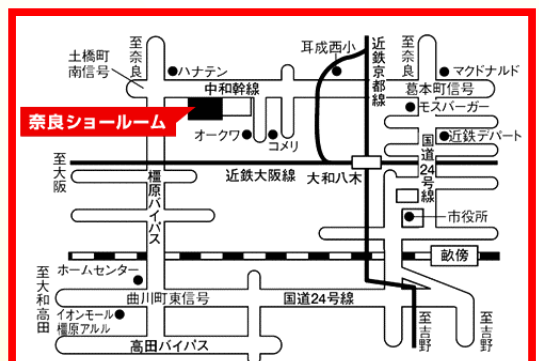 至奈良
土橋町
南信号
ハナテン
中和幹線
奈良ショールーム
オークワ
コメリ
耳成西小
近鉄京都線
至奈良
マクドナルド
葛本町信号
モスバーガー
近鉄デパート
国道24号線
至大阪
近鉄大阪線
大和八木
橿原バイパス
市役所
畝傍
至大和高田
ホームセンター
曲川町東信号
国道24号線
イオンモール
橿原アルル
高田バイパス
至吉野
至吉野